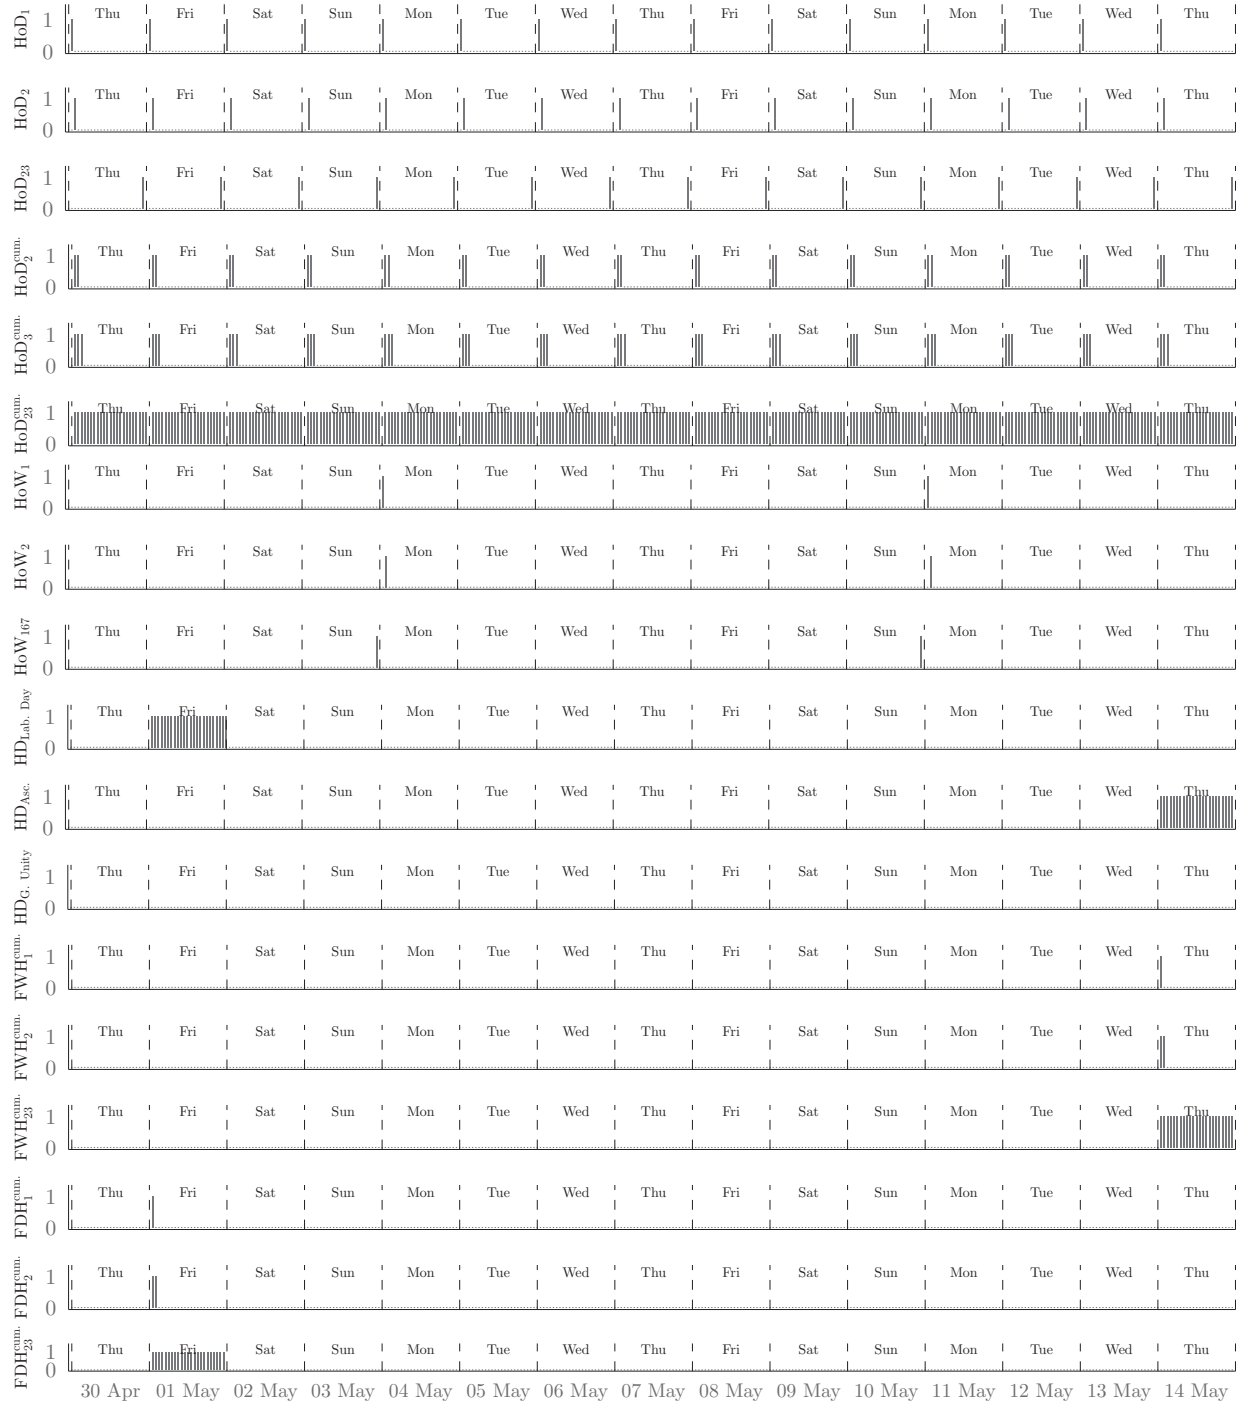 HoD1 1 0 Thu Fri Sat Sun Mon Tue Wed Thu Fri Sat Sun Mon Tue Wed Thu
HoD2 1 0 Thu Fri Sat Sun Mon Tue Wed Thu Fri Sat Sun Mon Tue Wed Thu
HoD23 1 0 Thu Fri Sat Sun Mon Tue Wed Thu Fri Sat Sun Mon Tue Wed Thu
HoD2cum. 1 0 Thu Fri Sat Sun Mon Tue Wed Thu Fri Sat Sun Mon Tue Wed Thu
HoD3cum. 1 0 Thu Fri Sat Sun Mon Tue Wed Thu Fri Sat Sun Mon Tue Wed Thu
HoD23cum. 1 0 Thu Fri Sat Sun Mon Tue Wed Thu Fri Sat Sun Mon Tue Wed Thu
HoW1 1 0 Thu Fri Sat Sun Mon Tue Wed Thu Fri Sat Sun Mon Tue Wed Thu
HoW2 1 0 Thu Fri Sat Sun Mon Tue Wed Thu Fri Sat Sun Mon Tue Wed Thu
HoW167 1 0 Thu Fri Sat Sun Mon Tue Wed Thu Fri Sat Sun Mon Tue Wed Thu
HDLab. Day 1 0 Thu Fri Sat Sun Mon Tue Wed Thu Fri Sat Sun Mon Tue Wed Thu
HDAsc. 1 0 Thu Fri Sat Sun Mon Tue Wed Thu Fri Sat Sun Mon Tue Wed Thu
HDG. Unity 1 0 Thu Fri Sat Sun Mon Tue Wed Thu Fri Sat Sun Mon Tue Wed Thu
FWH1cum. 1 0 Thu Fri Sat Sun Mon Tue Wed Thu Fri Sat Sun Mon Tue Wed Thu
FWH2cum. 1 0 Thu Fri Sat Sun Mon Tue Wed Thu Fri Sat Sun Mon Tue Wed Thu
FWH23cum. 1 0 Thu Fri Sat Sun Mon Tue Wed Thu Fri Sat Sun Mon Tue Wed Thu
FDH1cum. 1 0 Thu Fri Sat Sun Mon Tue Wed Thu Fri Sat Sun Mon Tue Wed Thu
FDH2cum. 1 0 Thu Fri Sat Sun Mon Tue Wed Thu Fri Sat Sun Mon Tue Wed Thu
FDH23cum. 1 0 Thu Fri Sat Sun Mon Tue Wed Thu Fri Sat Sun Mon Tue Wed Thu
30 Apr 01 May 02 May 03 May 04 May 05 May 06 May 07 May 08 May 09 May 10 May 11 May 12 May 13 May 14 May